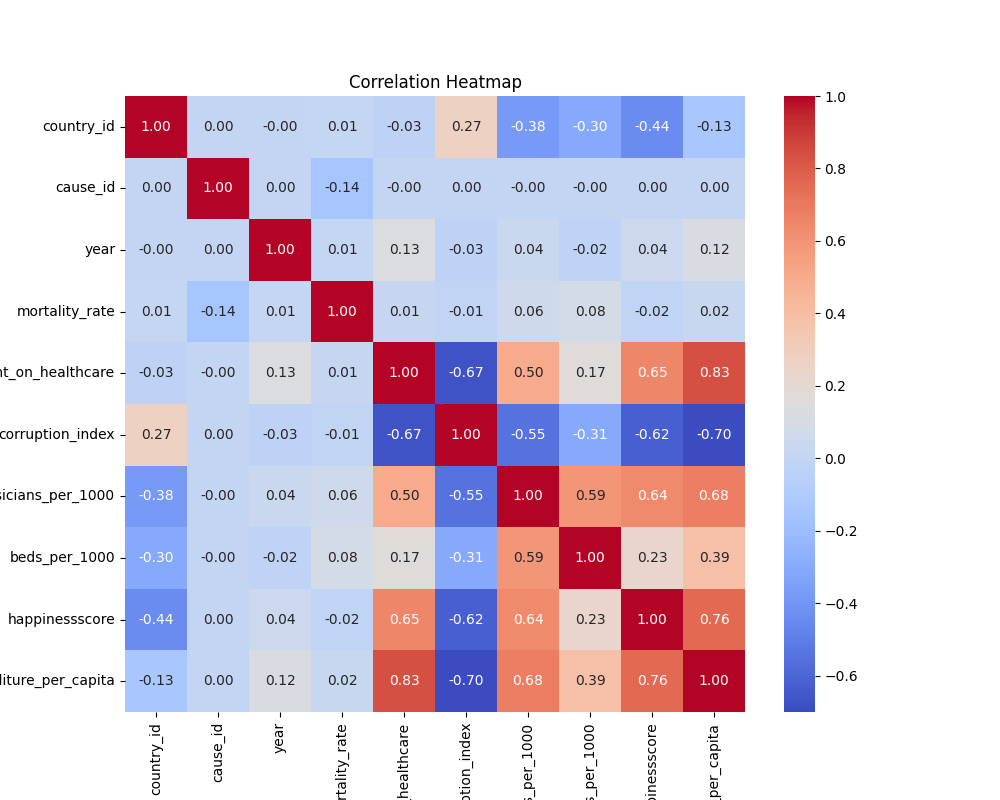 Correlation Heatmap
country_id 1.00 0.00 -0.00 0.01 -0.03 0.27 -0.38 -0.30 -0.44 -0.13
cause_id 0.00 1.00 0.00 -0.14 -0.00 0.00 -0.00 -0.00 0.00 0.00
year -0.00 0.00 1.00 0.01 0.13 -0.03 0.04 -0.02 0.04 0.12
mortality_rate 0.01 -0.14 0.01 1.00 0.01 -0.01 0.06 0.08 -0.02 0.02
nt_on_healthcare -0.03 -0.00 0.13 0.01 1.00 -0.67 0.50 0.17 0.65 0.83
corruption_index 0.27 0.00 -0.03 -0.01 -0.67 1.00 -0.55 -0.31 -0.62 -0.70
sicians_per_1000 -0.38 -0.00 0.04 0.06 0.50 -0.55 1.00 0.59 0.64 0.68
beds_per_1000 -0.30 -0.00 -0.02 0.08 0.17 -0.31 0.59 1.00 0.23 0.39
happinessscore -0.44 0.00 0.04 -0.02 0.65 -0.62 0.64 0.23 1.00 0.76
diture_per_capita -0.13 0.00 0.12 0.02 0.83 -0.70 0.68 0.39 0.76 1.00
country_id
cause_id
year
rtality_rate
_healthcare
ption_index
s_per_1000
s_per_1000
pinessscore
_per_capita
1.0
0.8
0.6
0.4
0.2
0.0
−0.2
−0.4
−0.6